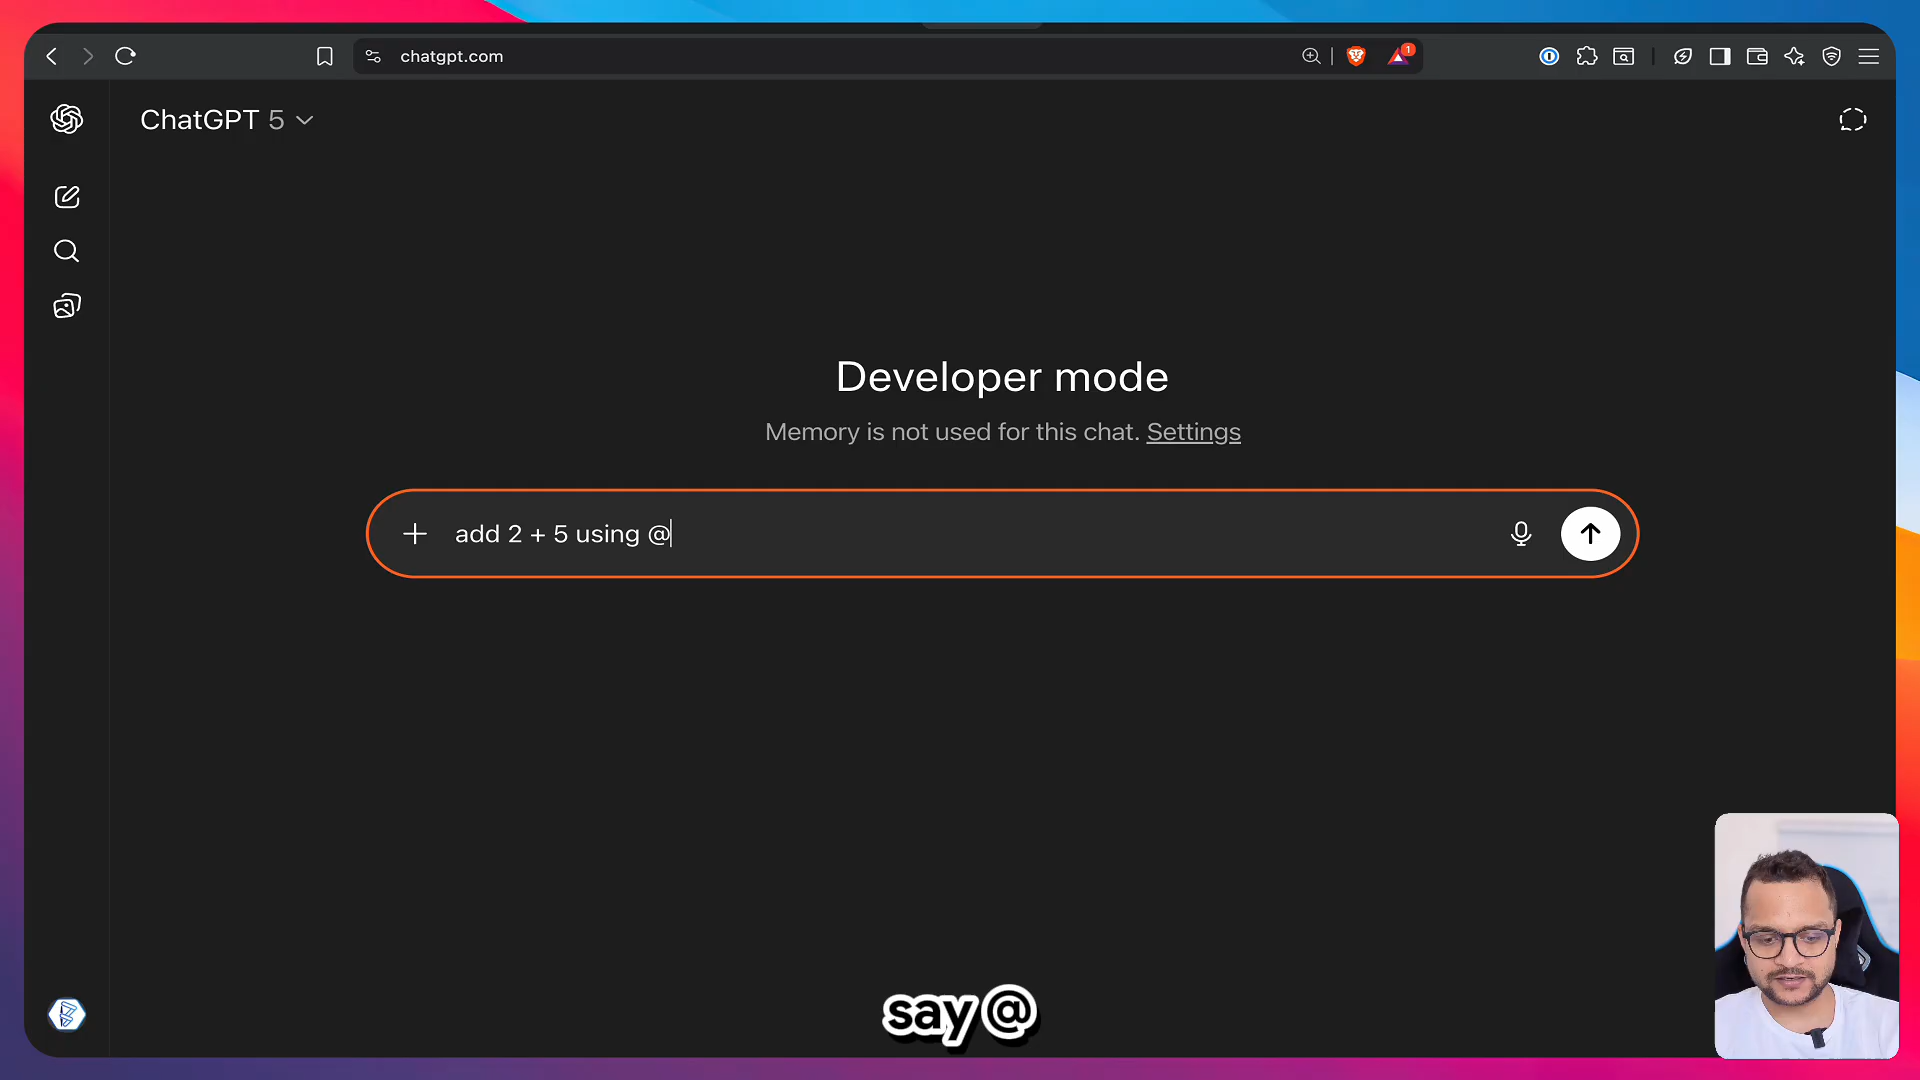 chatgpt.com
1
ChatGPT 5
Developer mode
Memory is not used for this chat. Settings
add 2 + 5 using @
say @